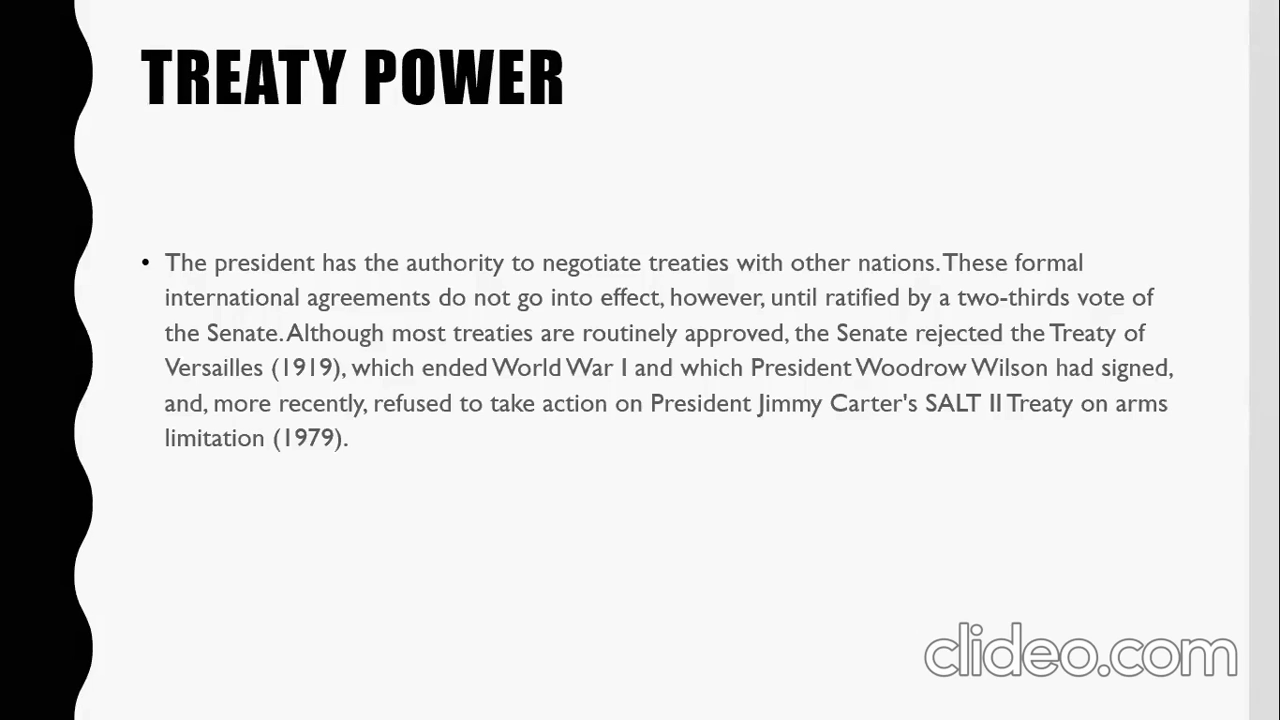 TREATY POWER
• The president has the authority to negotiate treaties with other nations. These formal
international agreements do not go into effect, however, until ratified by a two-thirds vote of
the Senate. Although most treaties are routinely approved, the Senate rejected the Treaty of
Versailles (1919), which ended World War I and which President Woodrow Wilson had signed,
and, more recently, refused to take action on President Jimmy Carter's SALT II Treaty on arms
limitation (1979).
clideo.com